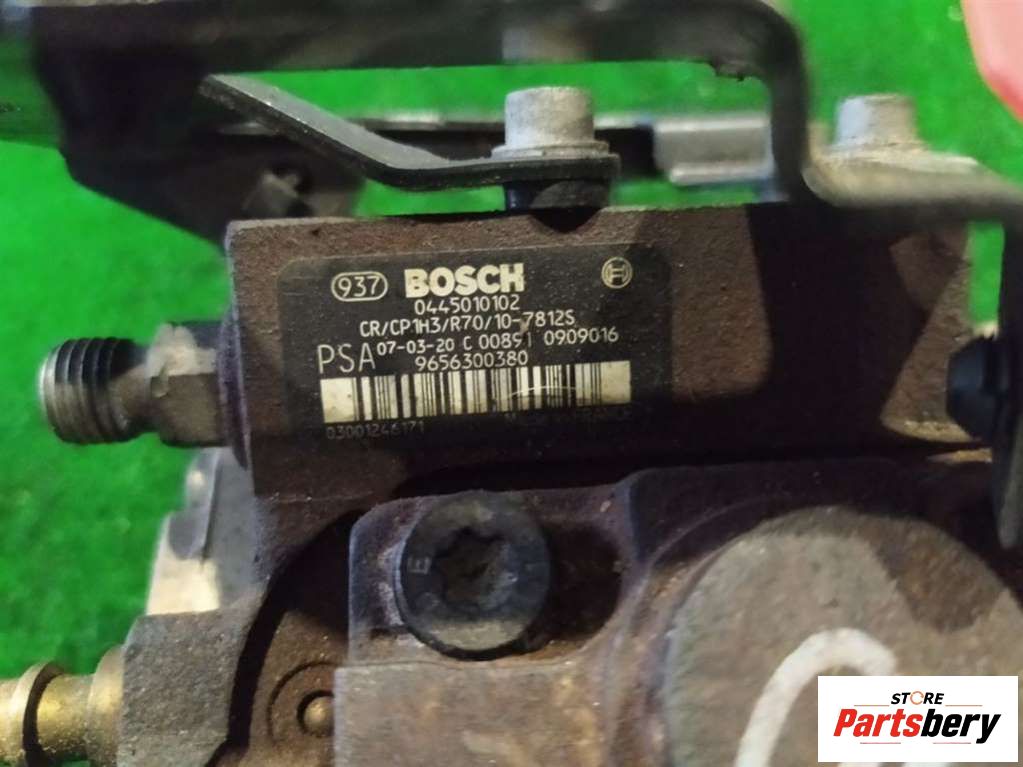 937 BOSCH
0445010102
CR/CP1H3/R70/10-7812S
PSA 07-03-20 C 00891 0909016
9656300380
03001246171
STORE
Partsbery